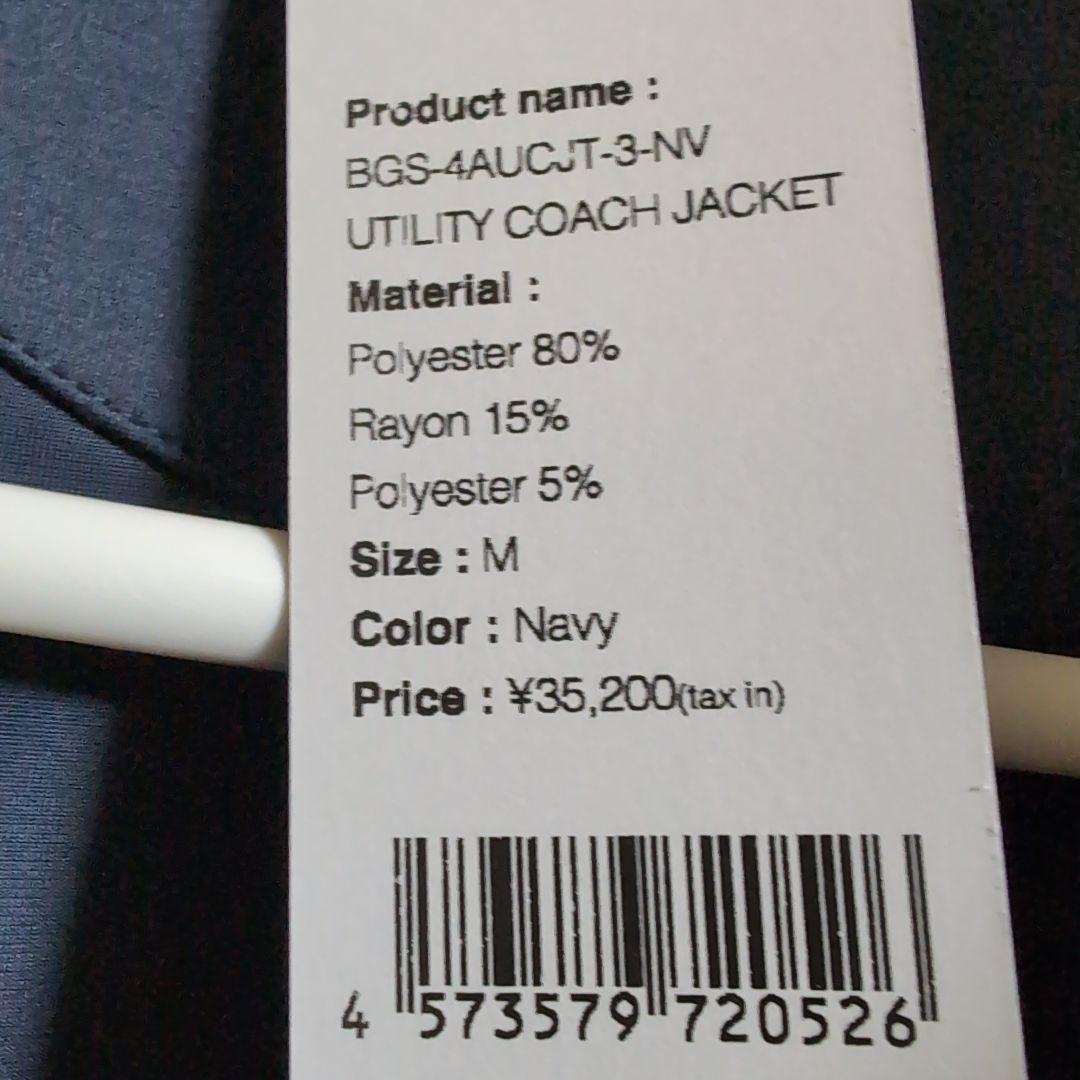 Product name :
BGS-4AUCJT-3-NV
UTILITY COACH JACKET
Material :
Polyester 80%
Rayon 15%
Polyester 5%
Size : M
Color : Navy
Price : ¥35,200(tax in)
4 573579 720526